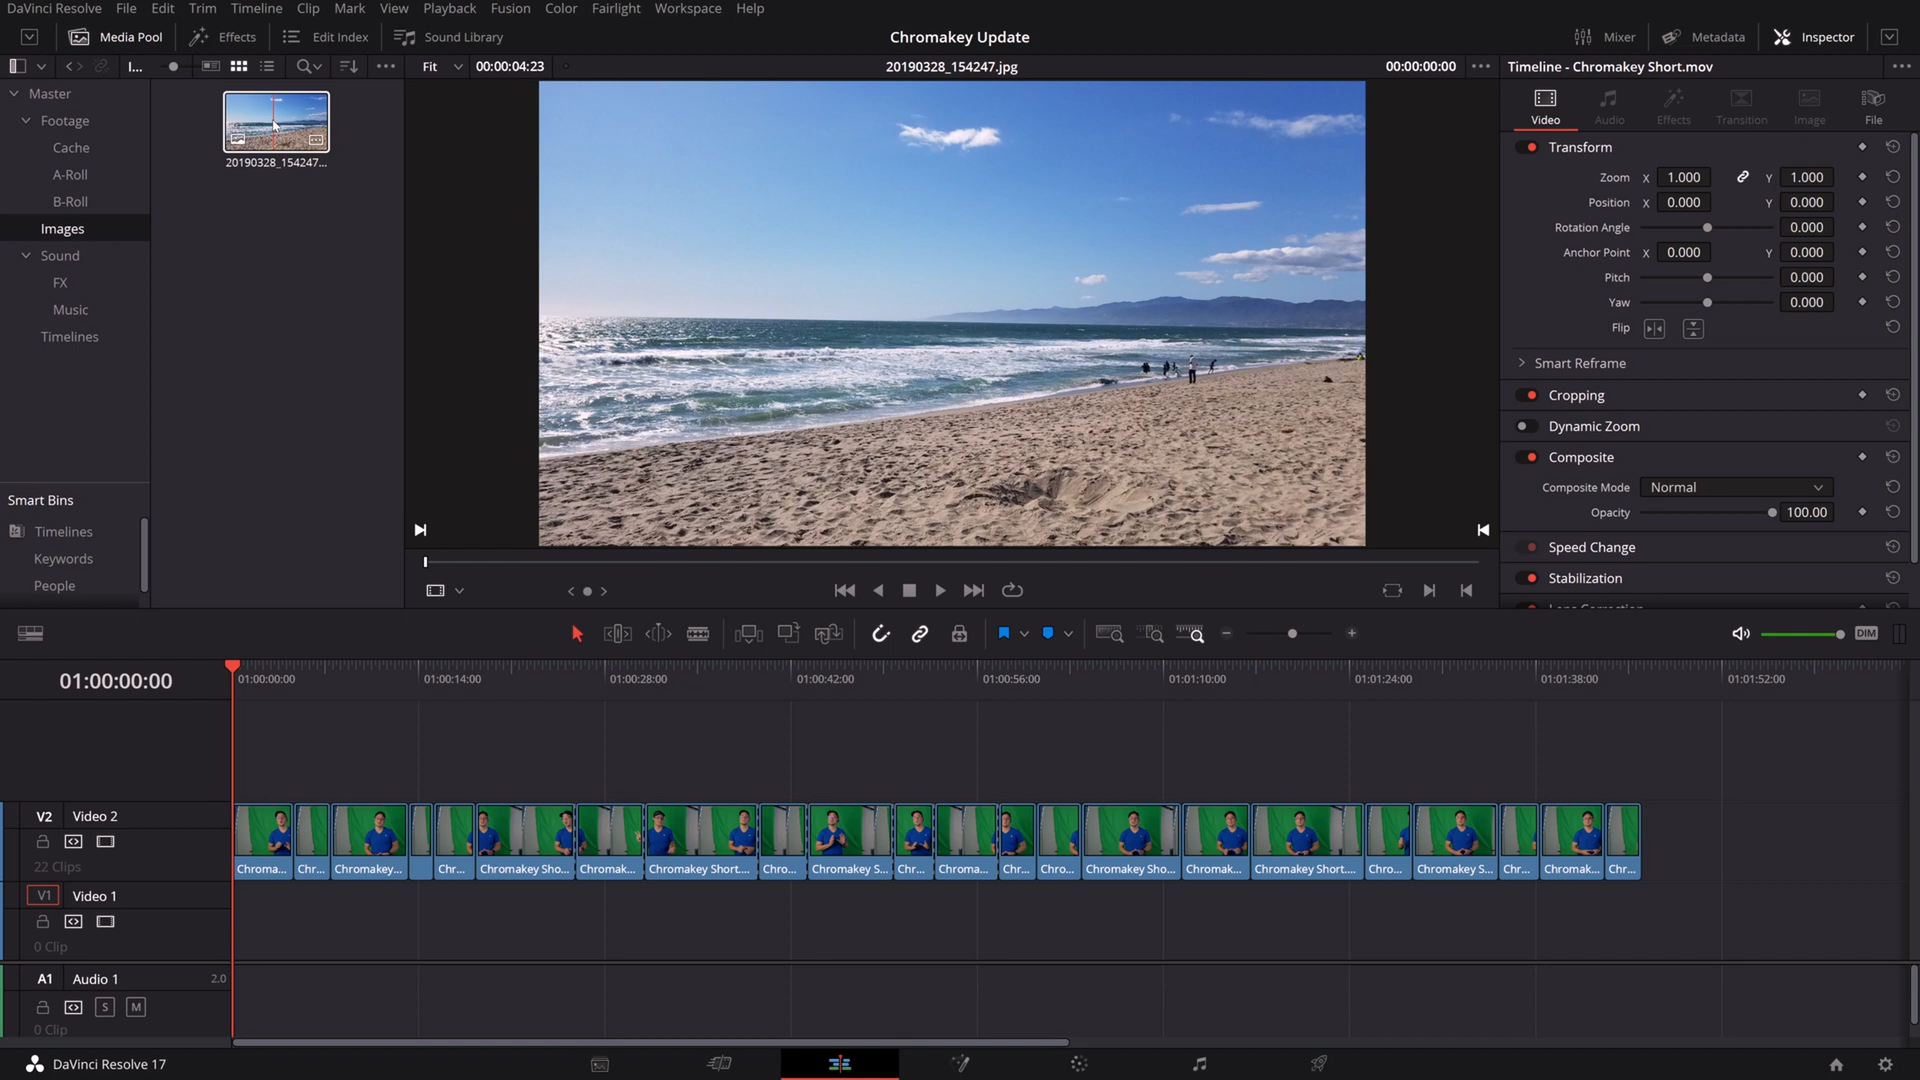 DaVinci Resolve File Edit Trim Timeline Clip Mark View Playback Fusion Color Fairlight Workspace Help
Media Pool Effects Edit Index Sound Library Chromakey Update Mixer Metadata Inspector
I... Fit 00:00:04:23 20190328_154247.jpg 00:00:00:00 Timeline - Chromakey Short.mov
Master
Footage
Cache
A-Roll
B-Roll
Images
Sound
FX
Music
Timelines
20190328_154247...
Smart Bins
Timelines
Keywords
People
Video Audio Effects Transition Image File
Transform
Zoom X 1.000 Y 1.000
Position X 0.000 Y 0.000
Rotation Angle 0.000
Anchor Point X 0.000 Y 0.000
Pitch 0.000
Yaw 0.000
Flip
Smart Reframe
Cropping
Dynamic Zoom
Composite
Composite Mode Normal
Opacity 100.00
Speed Change
Stabilization
Lens Correction
DIM
01:00:00:00 01:00:00:00 01:00:14:00 01:00:28:00 01:00:42:00 01:00:56:00 01:01:10:00 01:01:24:00 01:01:38:00 01:01:52:00
V2 Video 2
22 Clips
Chroma... Chr... Chromakey... Chr... Chromakey Sho... Chromak... Chromakey Short... Chro... Chromakey S... Chr... Chroma... Chr... Chro... Chromakey Sho... Chromak... Chromakey Short.... Chro... Chromakey S... Chr... Chromak... Chr...
V1 Video 1
0 Clip
A1 Audio 1 2.0
S M
0 Clip
DaVinci Resolve 17